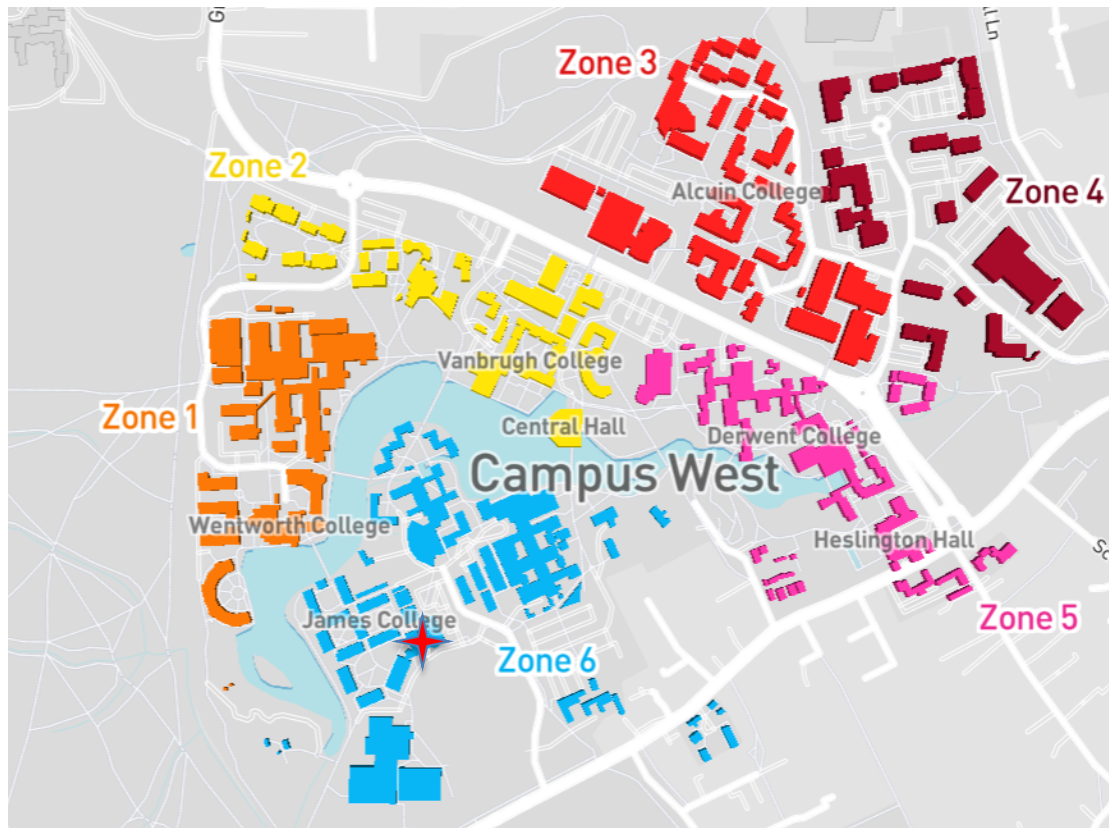 Zone 3
Zone 2
Alcuin College
Zone 4
Vanbrugh College
Zone 1
Central Hall
Derwent College
Campus West
Wentworth College
Heslington Hall
James College
Zone 5
Zone 6